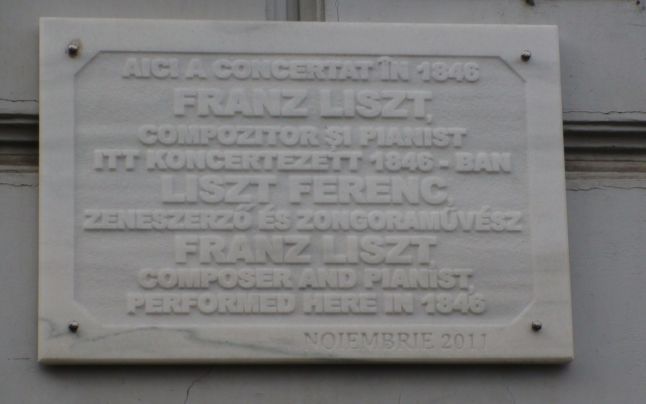 AICI A CONCERTAT ÎN 1846
FRANZ LISZT,
COMPOZITOR ŞI PIANIST
ITT KONCERTEZETT 1846 - BAN
LISZT FERENC,
ZENESZERZŐ ÉS ZONGORAMŰVÉSZ
FRANZ LISZT,
COMPOSER AND PIANIST,
PERFORMED HERE IN 1846
NOIEMBRIE 2011